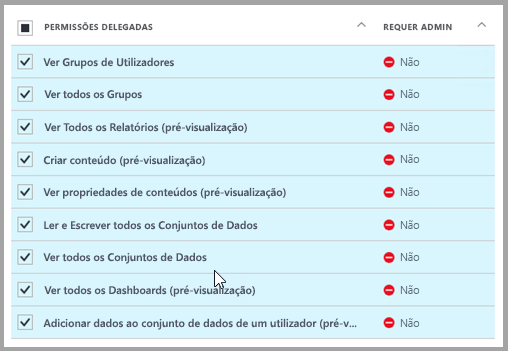 PERMISSÕES DELEGADAS REQUER ADMIN
Ver Grupos de Utilizadores Não
Ver todos os Grupos Não
Ver Todos os Relatórios (pré-visualização) Não
Criar conteúdo (pré-visualização) Não
Ver propriedades de conteúdos (pré-visualização) Não
Ler e Escrever todos os Conjuntos de Dados Não
Ver todos os Conjuntos de Dados Não
Ver todos os Dashboards (pré-visualização) Não
Adicionar dados ao conjunto de dados de um utilizador (pré-v... Não